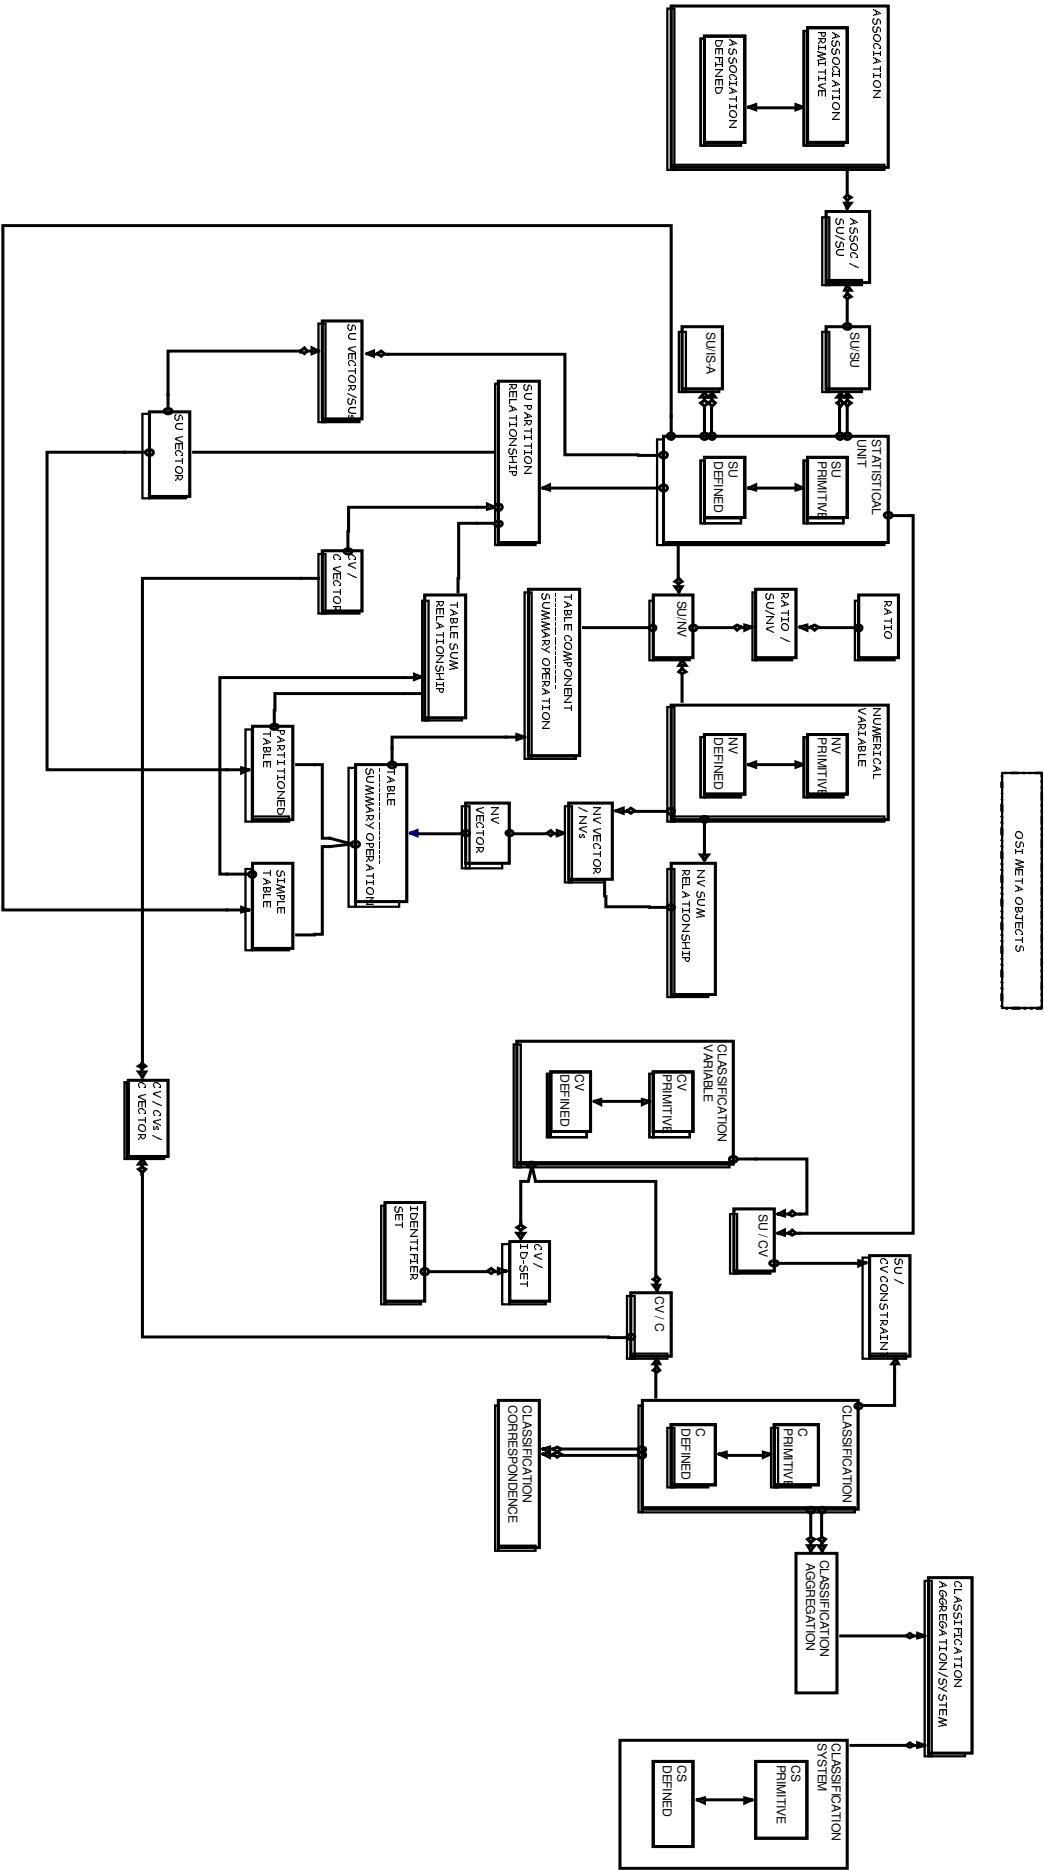 OSI META OBJECTS
ASSOCIATION
ASSOCIATION
PRIMITIVE
ASSOCIATION
DEFINED
ASSOC /
SU/SU
SU/SU
SU/IS-A
STATISTICAL
UNIT
SU
PRIMITIVE
SU
DEFINED
SU VECTOR/SUs
SU VECTOR
SU PARTITION
RELATIONSHIP
CV /
C VECTOR
TABLE SUM
RELATIONSHIP
TABLE COMPONENT
SUMMARY OPERATION
SU/NV
RATIO /
SU/NV
RATIO
NUMERICAL
VARIABLE
NV
PRIMITIVE
NV
DEFINED
PARTITIONED
TABLE
SIMPLE
TABLE
TABLE
SUMMARY OPERATION
NV
VECTOR
NV VECTOR
/ NVs
NV SUM
RELATIONSHIP
CLASSIFICATION
VARIABLE
CV
PRIMITIVE
CV
DEFINED
CV / CVs /
C VECTOR
IDENTIFIER
SET
CV /
ID-SET
SU / CV
SU /
CV CONSTRAIN
CV / C
CLASSIFICATION
C
PRIMITIVE
C
DEFINED
CLASSIFICATION
CORRESPONDENCE
CLASSIFICATION
AGGREGATION
CLASSIFICATION
AGGREGATION/SYSTEM
CLASSIFICATION
SYSTEM
CS
PRIMITIVE
CS
DEFINED